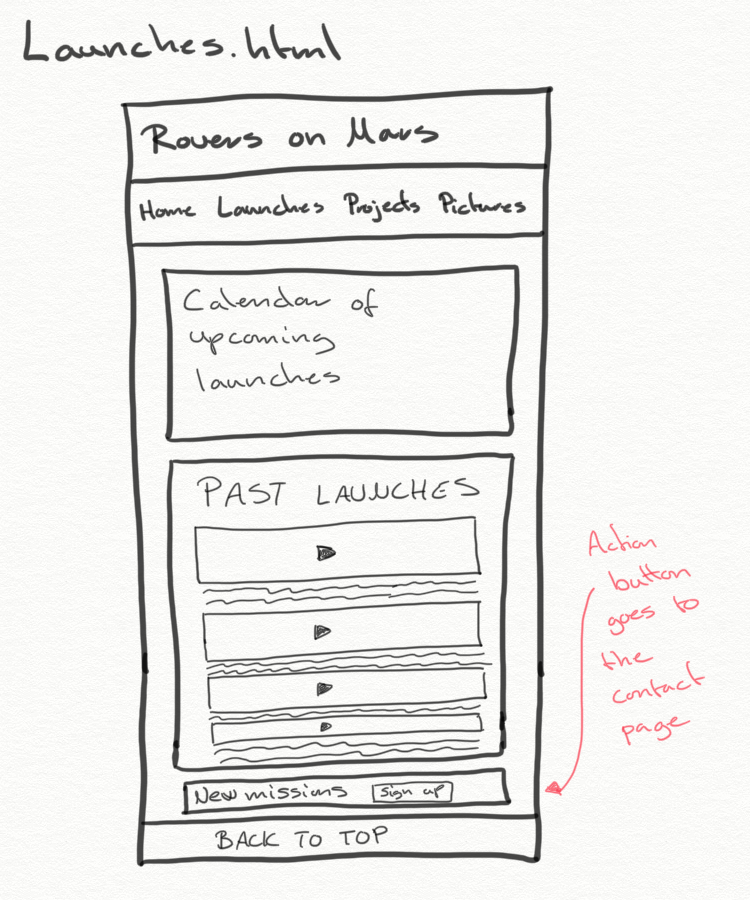 Launches.html
Rovers on Mars
Home Launches Projects Pictures
Calendar of
upcoming
launches
PAST LAUNCHES
New missions Sign up
BACK TO TOP
Action
button
goes to
the
contact
page